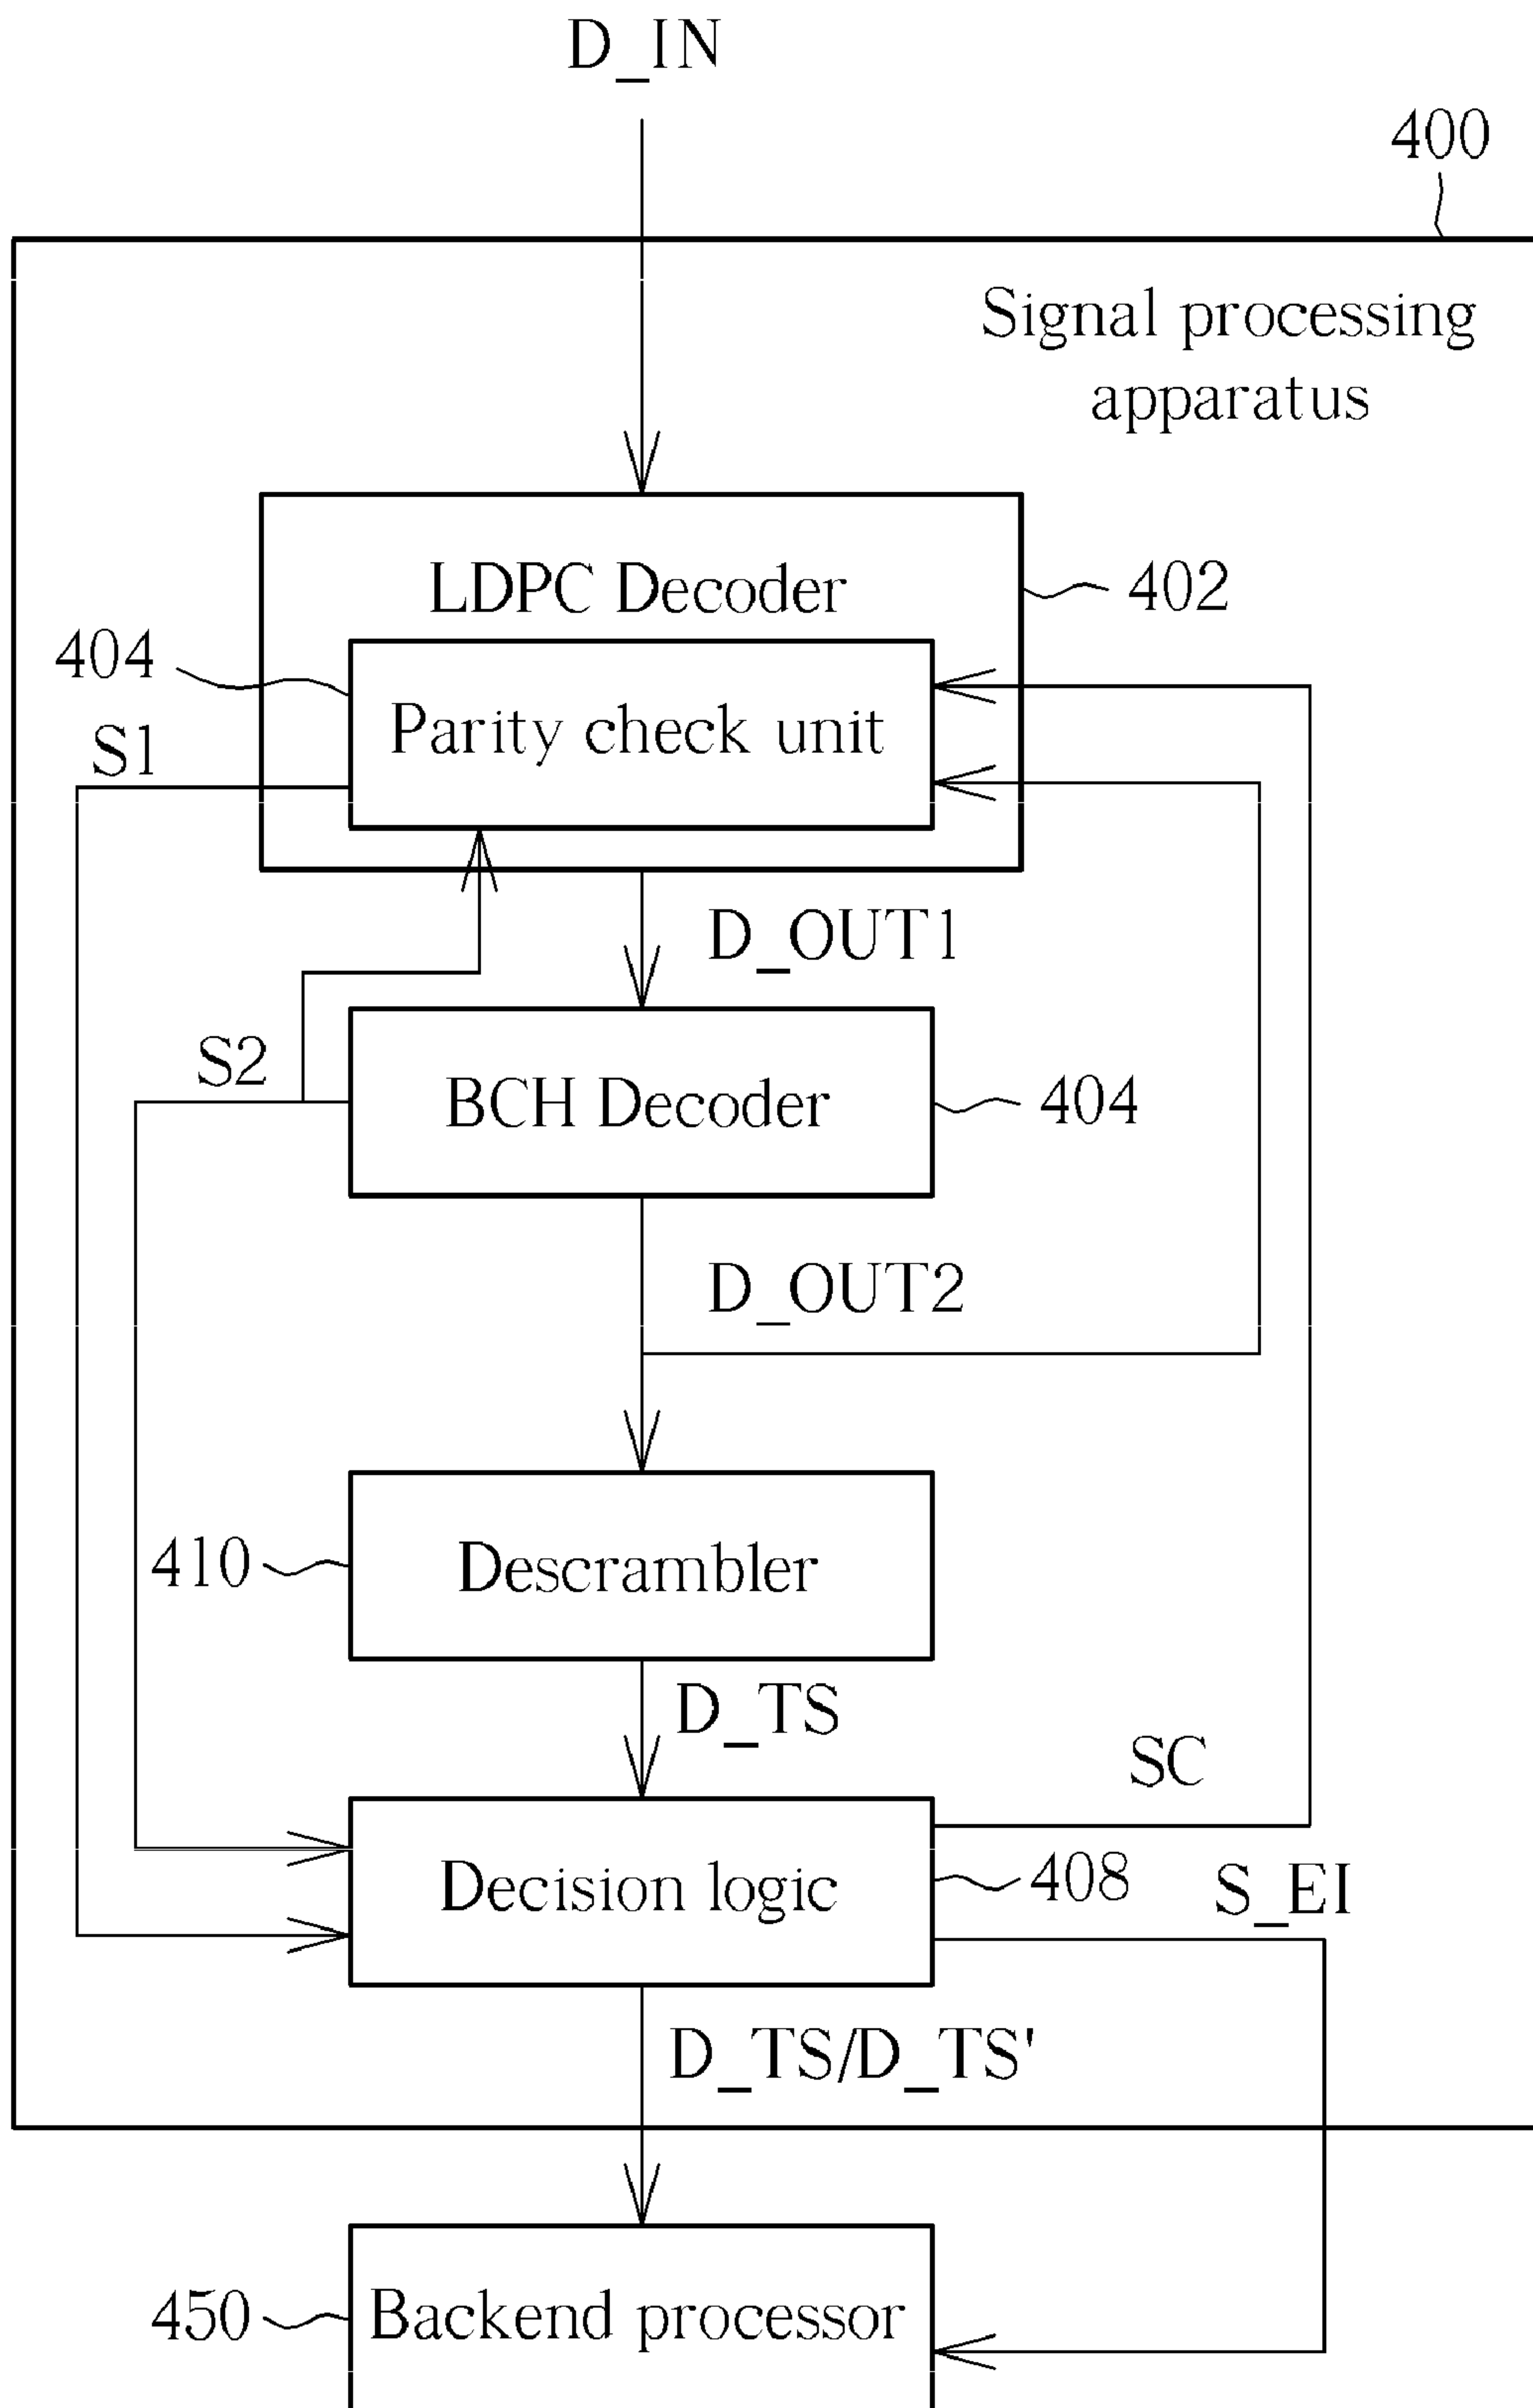 D_IN
400
Signal processing
apparatus
LDPC Decoder
402
404
Parity check unit
S1
D_OUT1
S2
BCH Decoder
404
D_OUT2
410
Descrambler
D_TS
SC
Decision logic
408
S_EI
D_TS/D_TS'
450
Backend processor